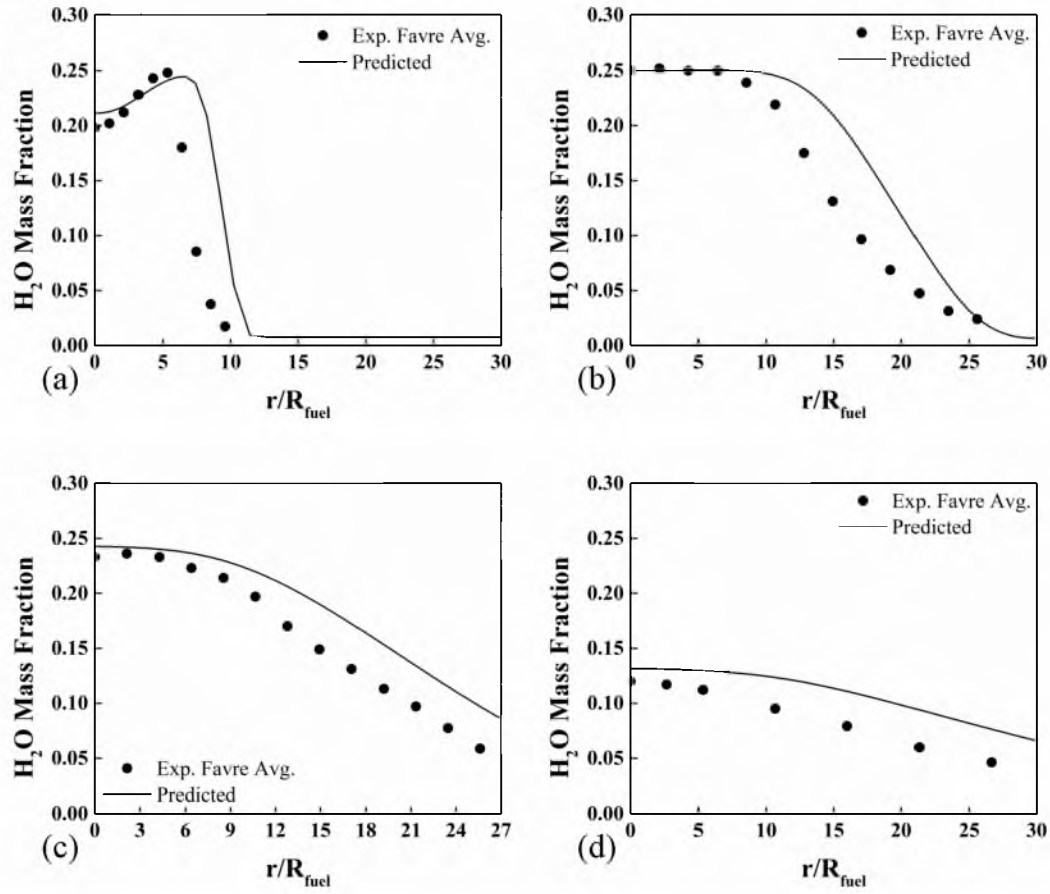 0.30
0.25
0.20
0.15
0.10
0.05
0.00
H₂O Mass Fraction
Exp. Favre Avg.
Predicted
0 5 10 15 20 25 30
(a)
r/R_fuel
0.30
0.25
0.20
0.15
0.10
0.05
0.00
H₂O Mass Fraction
Exp. Favre Avg.
Predicted
0 5 10 15 20 25 30
(b)
r/R_fuel
0.30
0.25
0.20
0.15
0.10
0.05
0.00
H₂O Mass Fraction
Exp. Favre Avg.
Predicted
0 3 6 9 12 15 18 21 24 27
(c)
r/R_fuel
0.30
0.25
0.20
0.15
0.10
0.05
0.00
H₂O Mass Fraction
Exp. Favre Avg.
Predicted
0 5 10 15 20 25 30
(d)
r/R_fuel